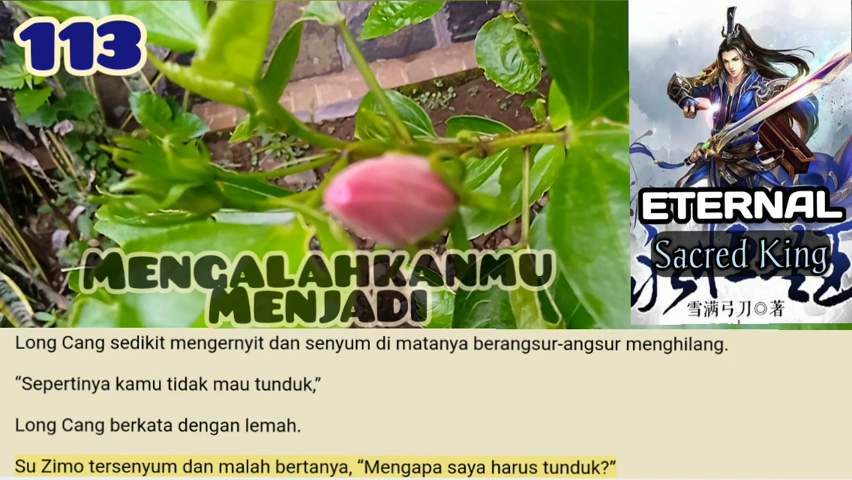 113
MENGALAHKANMU
MENJADI
ETERNAL
Sacred King
雪满弓刀◎著
Long Cang sedikit mengernyit dan senyum di matanya berangsur-angsur menghilang.
“Sepertinya kamu tidak mau tunduk,”
Long Cang berkata dengan lemah.
Su Zimo tersenyum dan malah bertanya, “Mengapa saya harus tunduk?”